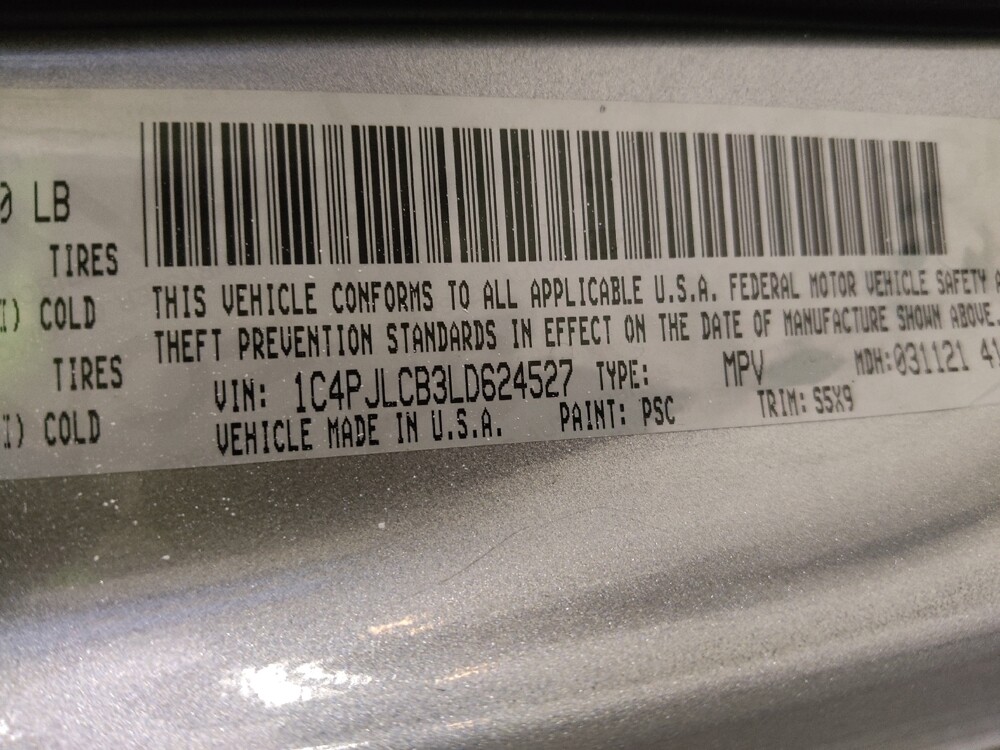 0 LB
TIRES
I) COLD
TIRES
I) COLD
THIS VEHICLE CONFORMS TO ALL APPLICABLE U.S.A. FEDERAL MOTOR VEHICLE SAFETY A
THEFT PREVENTION STANDARDS IN EFFECT ON THE DATE OF MANUFACTURE SHOWN ABOVE.
VIN: 1C4PJLCB3LD624527 TYPE: MPV MDH:031121 41
VEHICLE MADE IN U.S.A. PAINT: PSC TRIM: S5X9